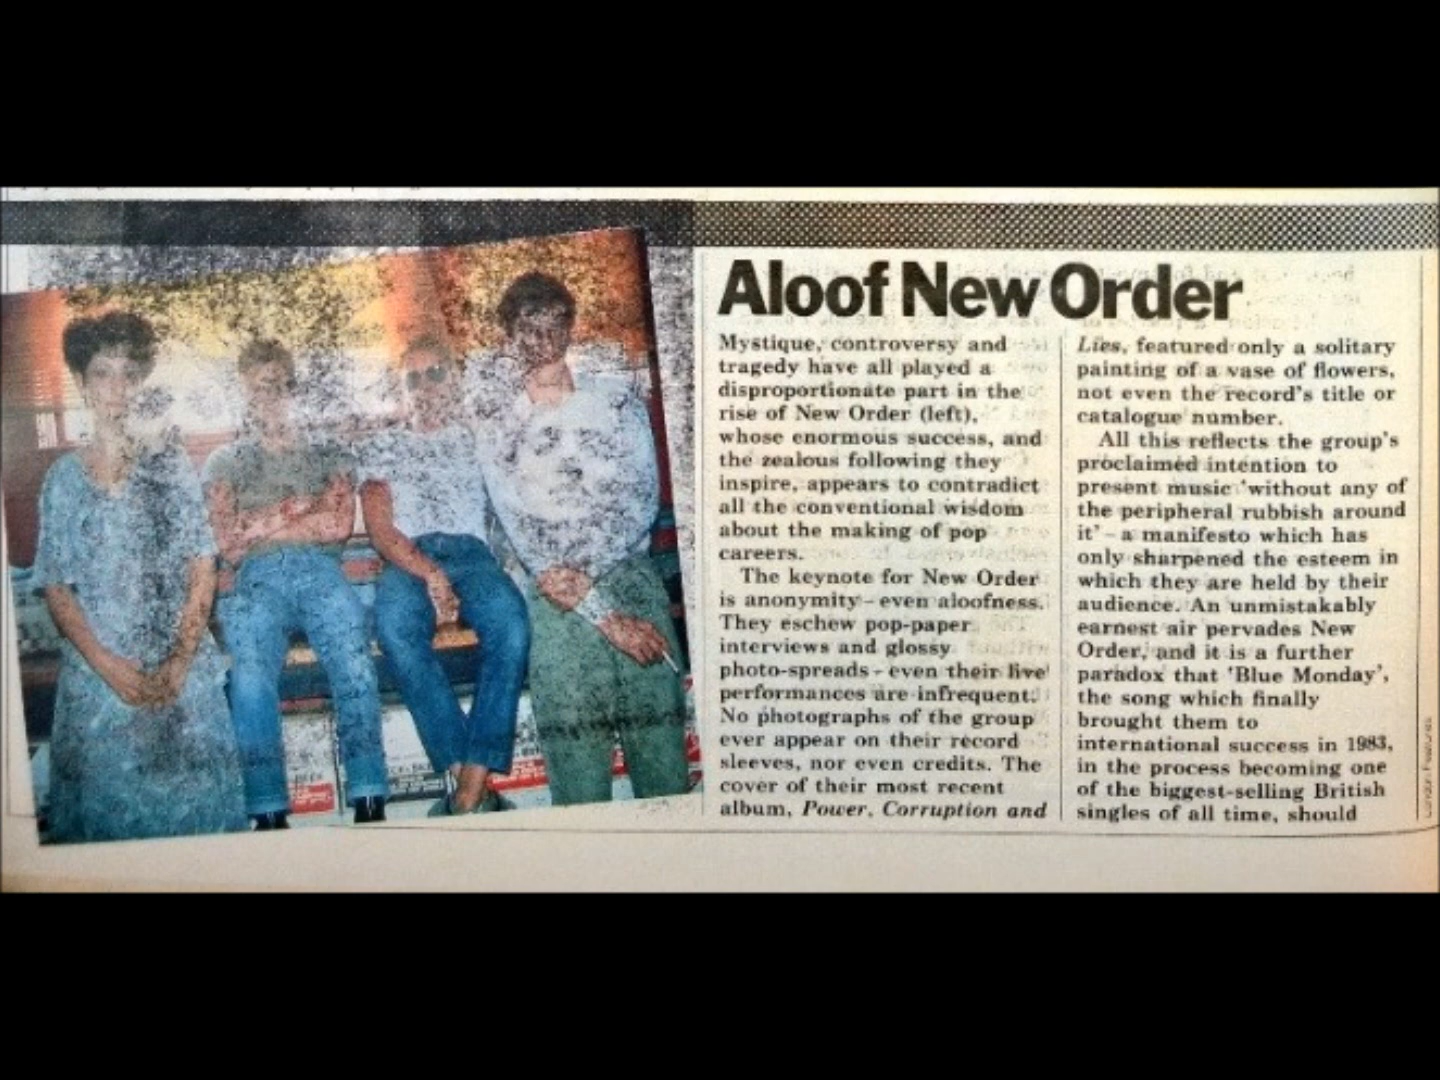 Aloof New Order
Mystique, controversy and
tragedy have all played a
disproportionate part in the
rise of New Order (left),
whose enormous success, and
the zealous following they
inspire, appears to contradict
all the conventional wisdom
about the making of pop
careers.
The keynote for New Order
is anonymity – even aloofness.
They eschew pop-paper
interviews and glossy
photo-spreads – even their live
performances are infrequent.
No photographs of the group
ever appear on their record
sleeves, nor even credits. The
cover of their most recent
album, Power, Corruption and
Lies, featured only a solitary
painting of a vase of flowers,
not even the record's title or
catalogue number.
All this reflects the group's
proclaimed intention to
present music 'without any of
the peripheral rubbish around
it' – a manifesto which has
only sharpened the esteem in
which they are held by their
audience. An unmistakably
earnest air pervades New
Order, and it is a further
paradox that 'Blue Monday',
the song which finally
brought them to
international success in 1983,
in the process becoming one
of the biggest-selling British
singles of all time, should
London Features